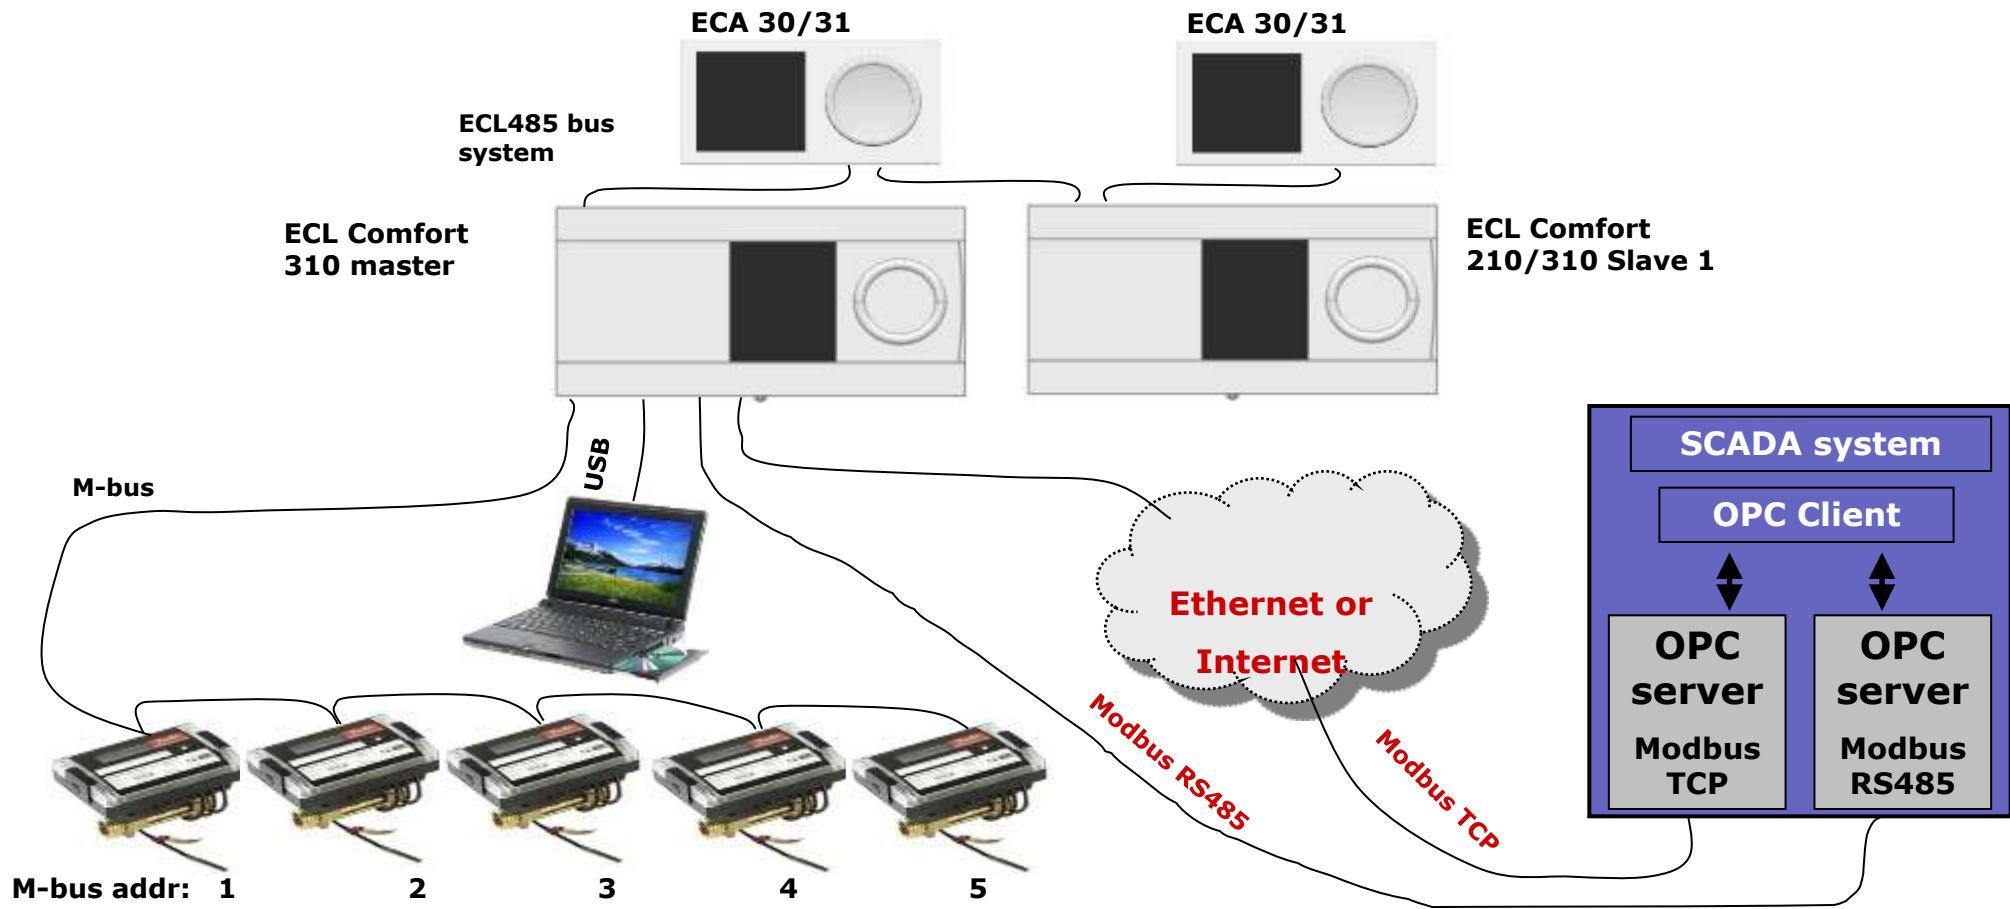 ECA 30/31
ECA 30/31
ECL485 bus
system
ECL Comfort
310 master
ECL Comfort
210/310 Slave 1
M-bus
USB
SCADA system
OPC Client
Ethernet or
Internet
OPC
server
Modbus
TCP
OPC
server
Modbus
RS485
Modbus RS485
Modbus TCP
M-bus addr: 1 2 3 4 5